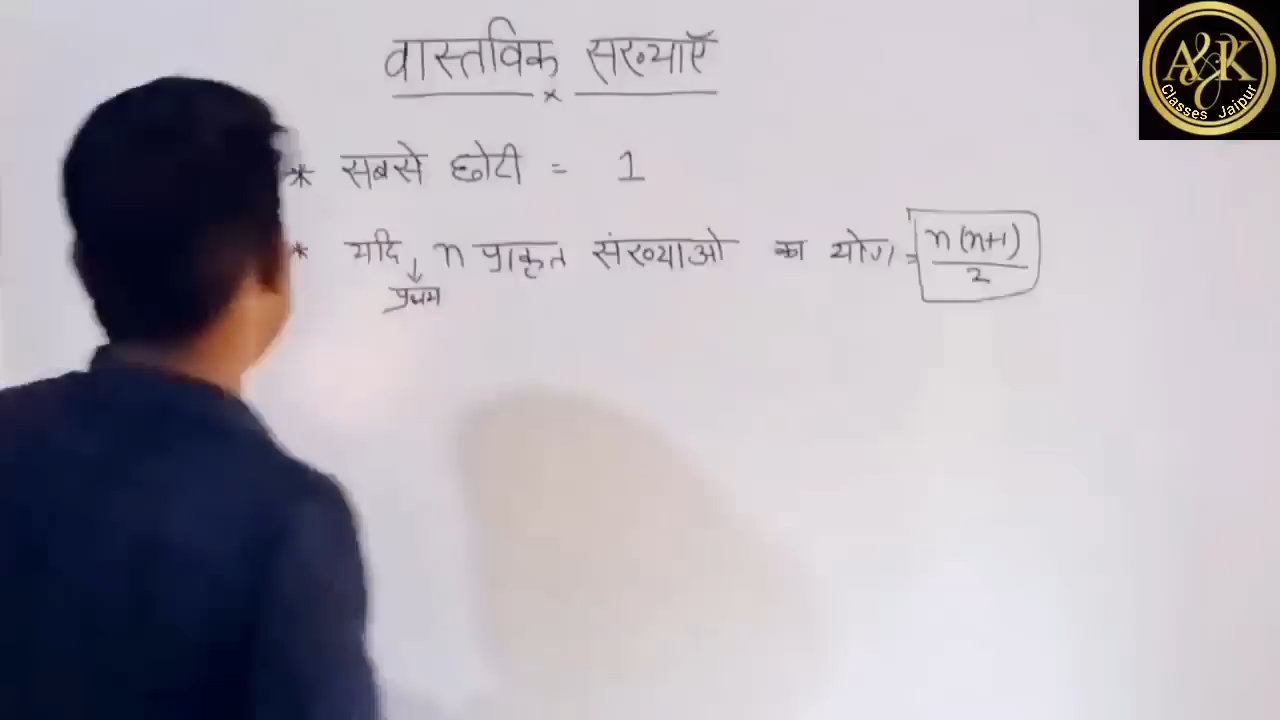 वास्तविक संख्याएँ
* सबसे छोटी = 1
* यदि, n प्राकृत संख्याओ का योग = n(n+1)/2
प्रथम
A&K
Classes Jaipur